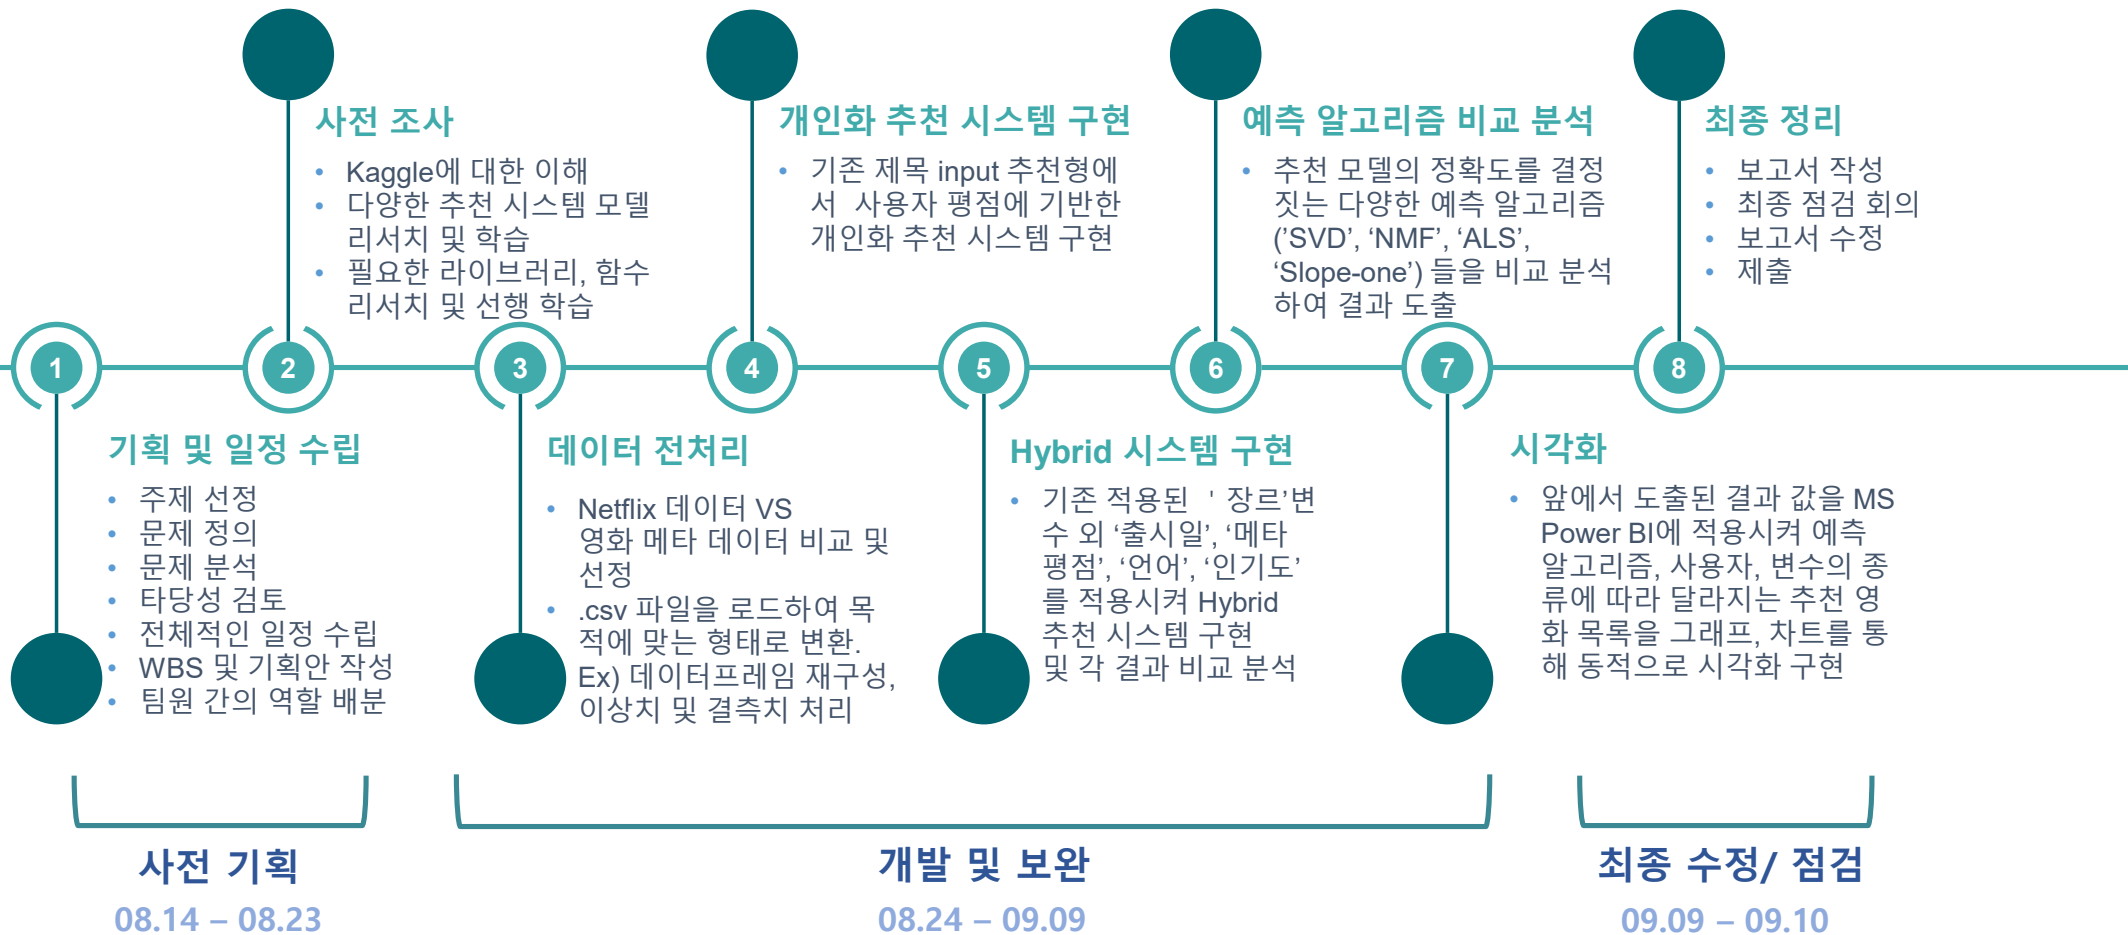 사전 조사
• Kaggle에 대한 이해
• 다양한 추천 시스템 모델
리서치 및 학습
• 필요한 라이브러리, 함수
리서치 및 선행 학습
개인화 추천 시스템 구현
• 기존 제목 input 추천형에
서 사용자 평점에 기반한
개인화 추천 시스템 구현
예측 알고리즘 비교 분석
• 추천 모델의 정확도를 결정
짓는 다양한 예측 알고리즘
(’SVD’, ‘NMF’, ‘ALS’,
‘Slope-one’) 들을 비교 분석
하여 결과 도출
최종 정리
• 보고서 작성
• 최종 점검 회의
• 보고서 수정
• 제출
1 2 3 4 5 6 7 8
기획 및 일정 수립
• 주제 선정
• 문제 정의
• 문제 분석
• 타당성 검토
• 전체적인 일정 수립
• WBS 및 기획안 작성
• 팀원 간의 역할 배분
데이터 전처리
• Netflix 데이터 VS
영화 메타 데이터 비교 및
선정
• .csv 파일을 로드하여 목
적에 맞는 형태로 변환.
Ex) 데이터프레임 재구성,
이상치 및 결측치 처리
Hybrid 시스템 구현
• 기존 적용된 ＇장르’변
수 외 ‘출시일’, ‘메타
평점’, ‘언어’, ‘인기도’
를 적용시켜 Hybrid
추천 시스템 구현
및 각 결과 비교 분석
시각화
• 앞에서 도출된 결과 값을 MS
Power BI에 적용시켜 예측
알고리즘, 사용자, 변수의 종
류에 따라 달라지는 추천 영
화 목록을 그래프, 차트를 통
해 동적으로 시각화 구현
사전 기획
08.14 – 08.23
개발 및 보완
08.24 – 09.09
최종 수정/ 점검
09.09 – 09.10